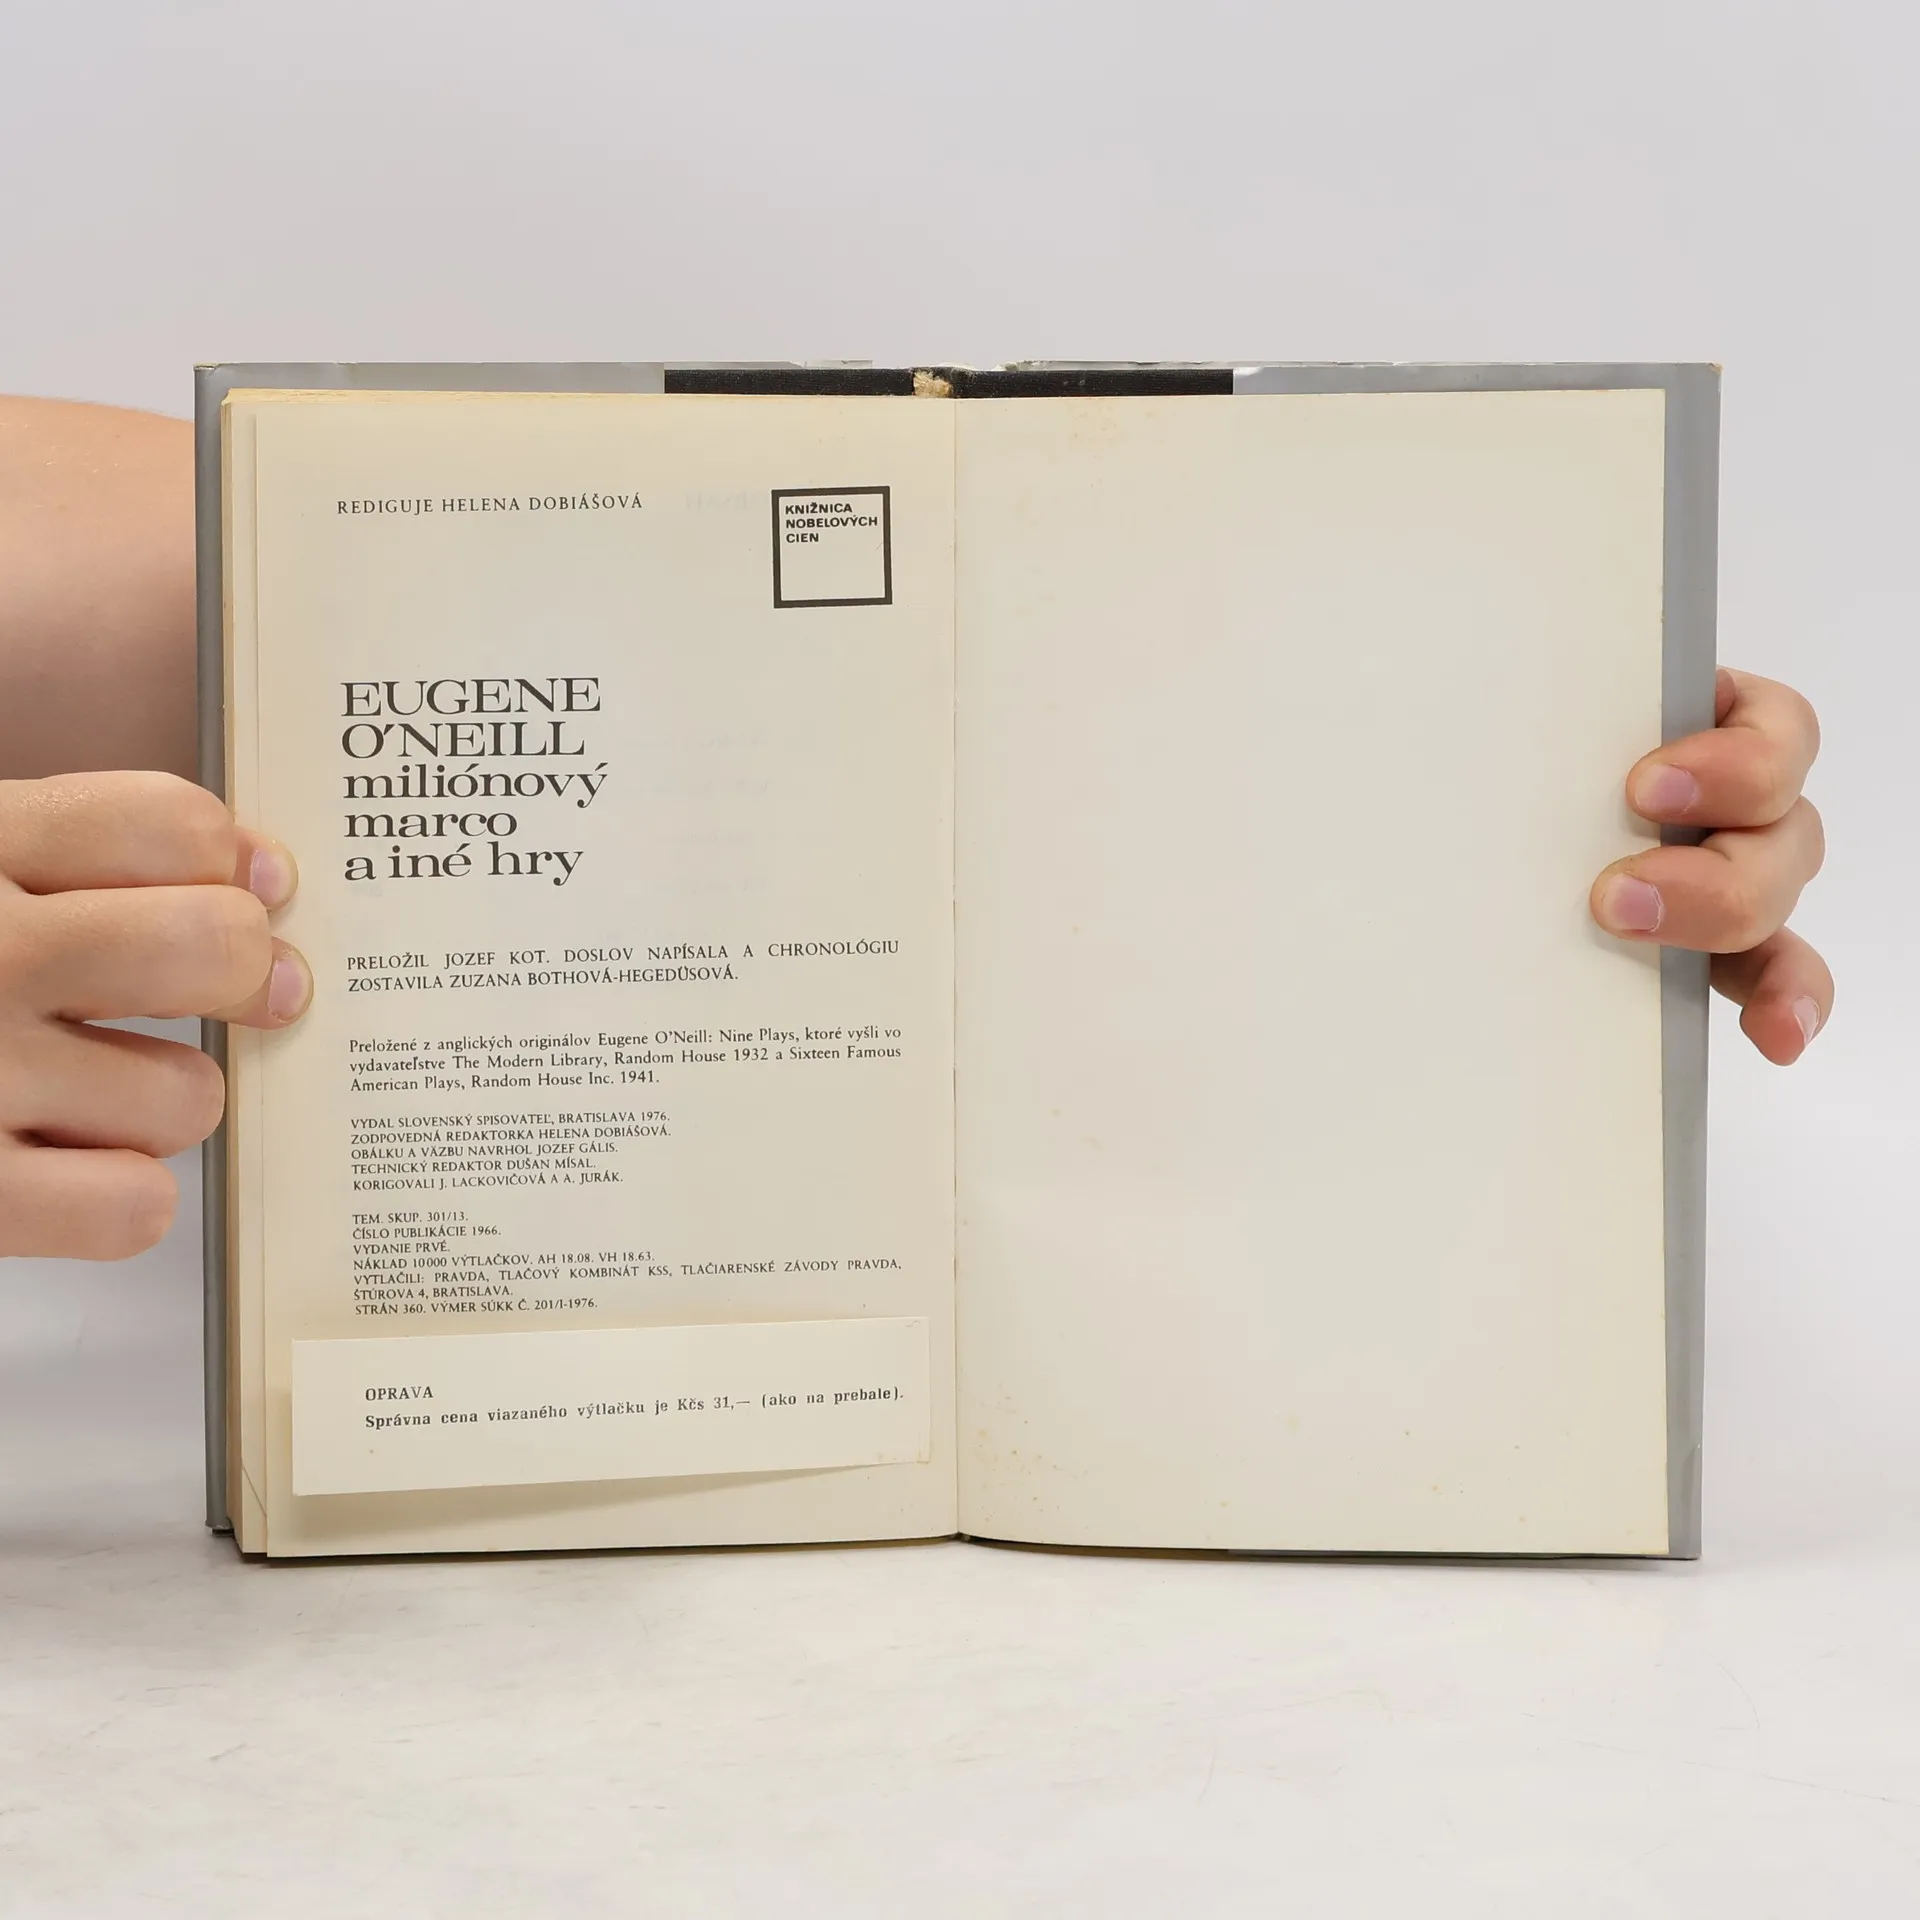 REDIGUJE HELENA DOBIÁŠOVÁ
KNIŽNICA
NOBELOVÝCH
CIEN
EUGENE
O'NEILL
miliónový
marco
a iné hry
PRELOŽIL JOZEF KOT. DOSLOV NAPÍSALA A CHRONOLÓGIU
ZOSTAVILA ZUZANA BOTHOVÁ-HEGEDÜSOVÁ.
Preložené z anglických originálov Eugene O'Neill: Nine Plays, ktoré vyšli vo
vydavateľstve The Modern Library, Random House 1932 a Sixteen Famous
American Plays, Random House Inc. 1941.
VYDAL SLOVENSKÝ SPISOVATEĽ, BRATISLAVA 1976.
ZODPOVEDNÁ REDAKTORKA HELENA DOBIÁŠOVÁ.
OBÁLKU A VÄZBU NAVRHOL JOZEF GÁLIS.
TECHNICKÝ REDAKTOR DUŠAN MÍSAL.
KORIGOVALI J. LACKOVIČOVÁ A A. JURÁK.
TEM. SKUP. 301/13.
ČÍSLO PUBLIKÁCIE 1966.
VYDANIE PRVÉ.
NÁKLAD 10000 VÝTLAČKOV. AH 18.08. VH 18.63.
VYTLAČILI: PRAVDA, TLAČOVÝ KOMBINÁT KSS, TLAČIARENSKÉ ZÁVODY PRAVDA,
ŠTÚROVA 4, BRATISLAVA.
STRÁN 360. VÝMER SÚKK Č. 201/I-1976.
OPRAVA
Správna cena viazaného výtlačku je Kčs 31,— (ako na prebale).